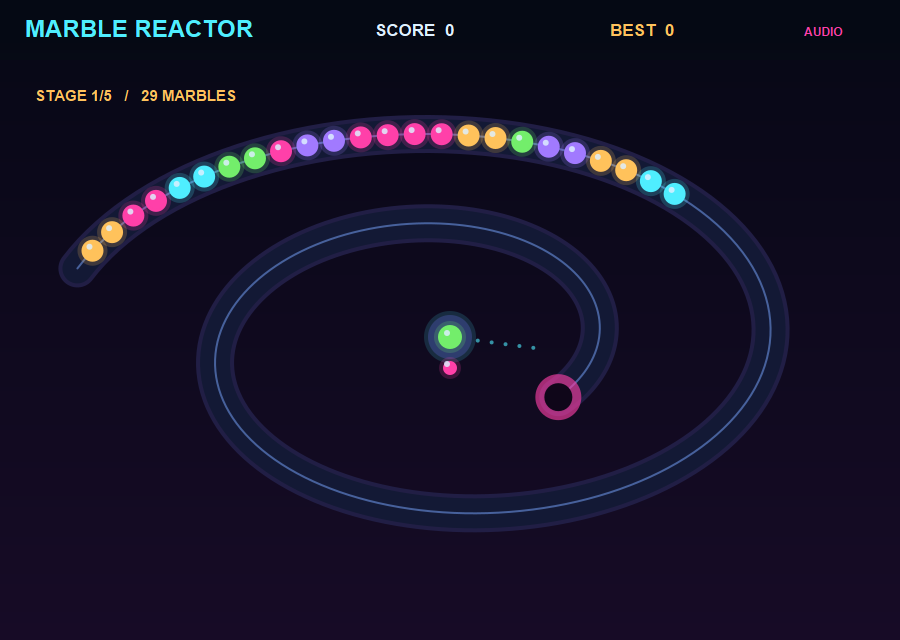 MARBLE REACTOR
SCORE 0
BEST 0
AUDIO
STAGE 1/5 / 29 MARBLES